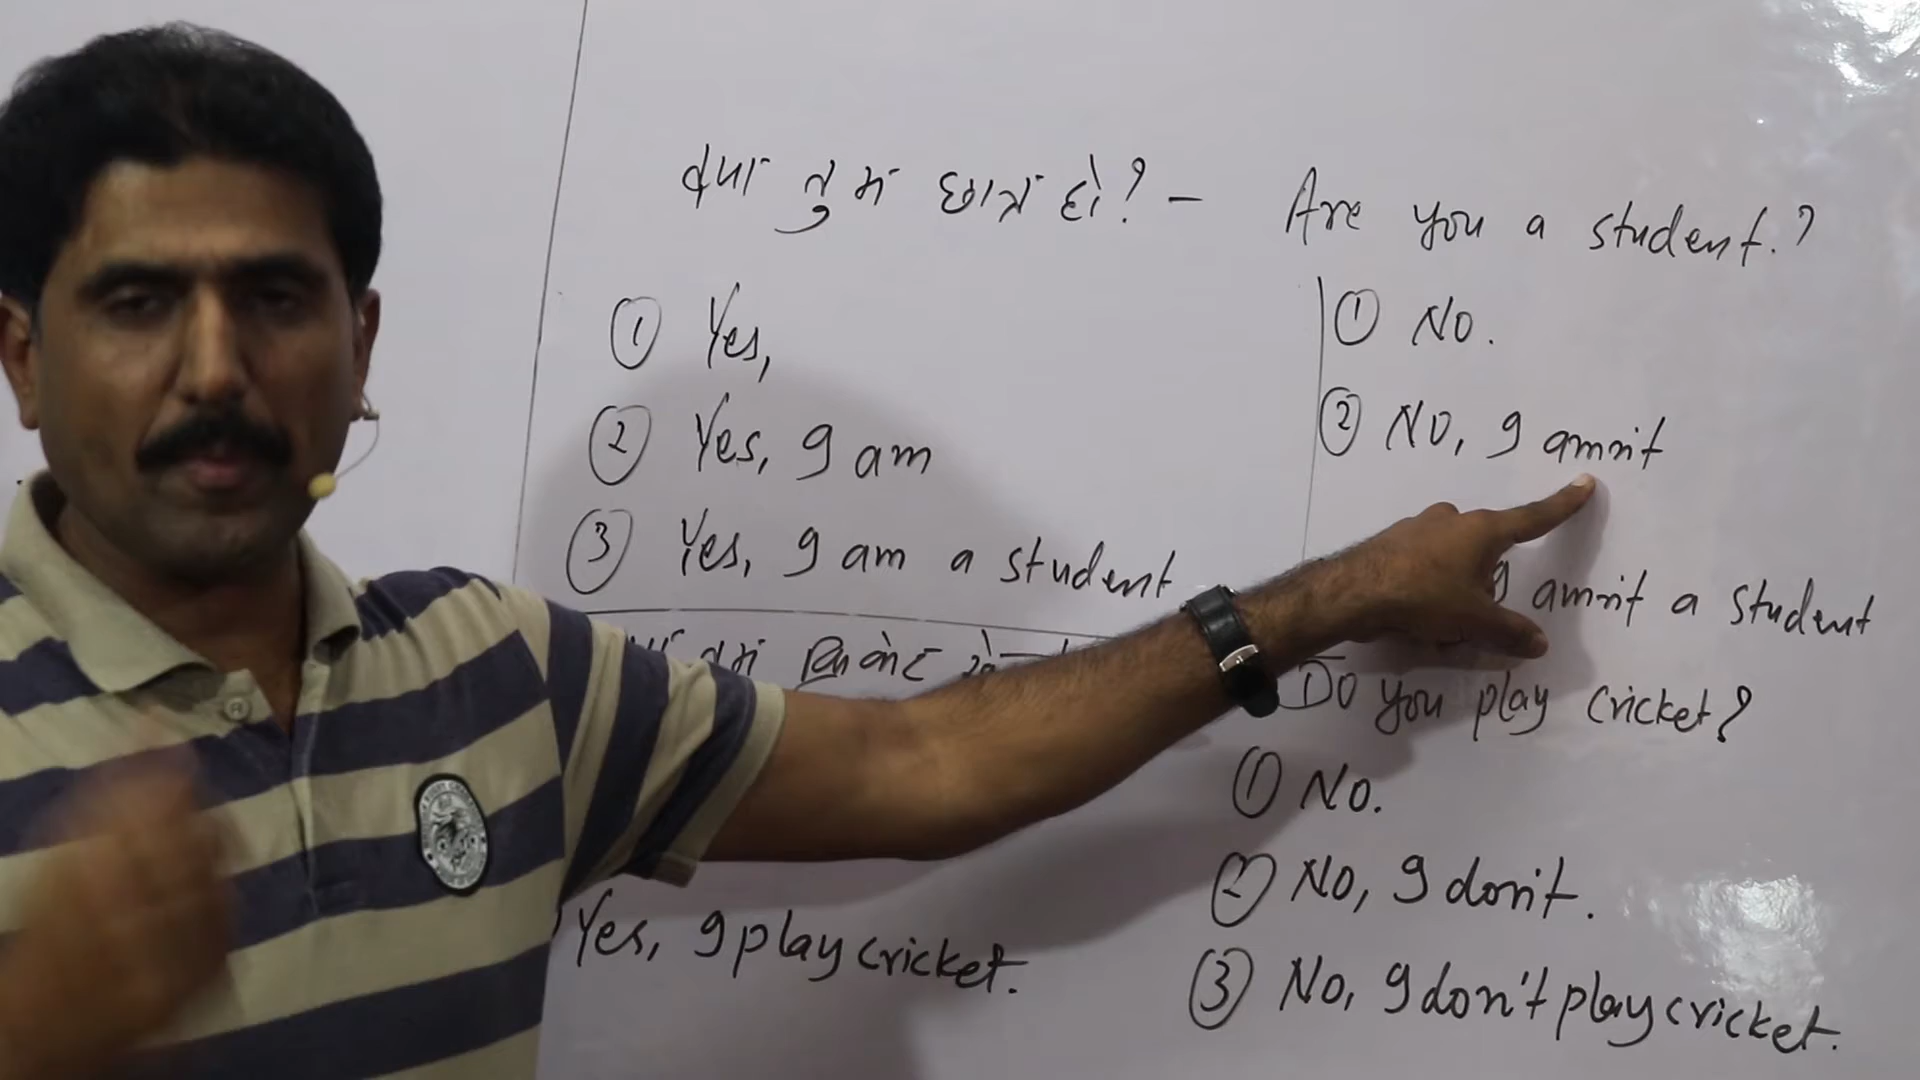 क्या तुम छात्र हो? - Are you a student.?
① Yes,
② Yes, I am
③ Yes, I am a student
① No.
② No, I amn't
I amn't a student
क्रिकेट
Do you play cricket?
Yes, I play cricket.
① No.
② No, I don't.
③ No, I don't play cricket.